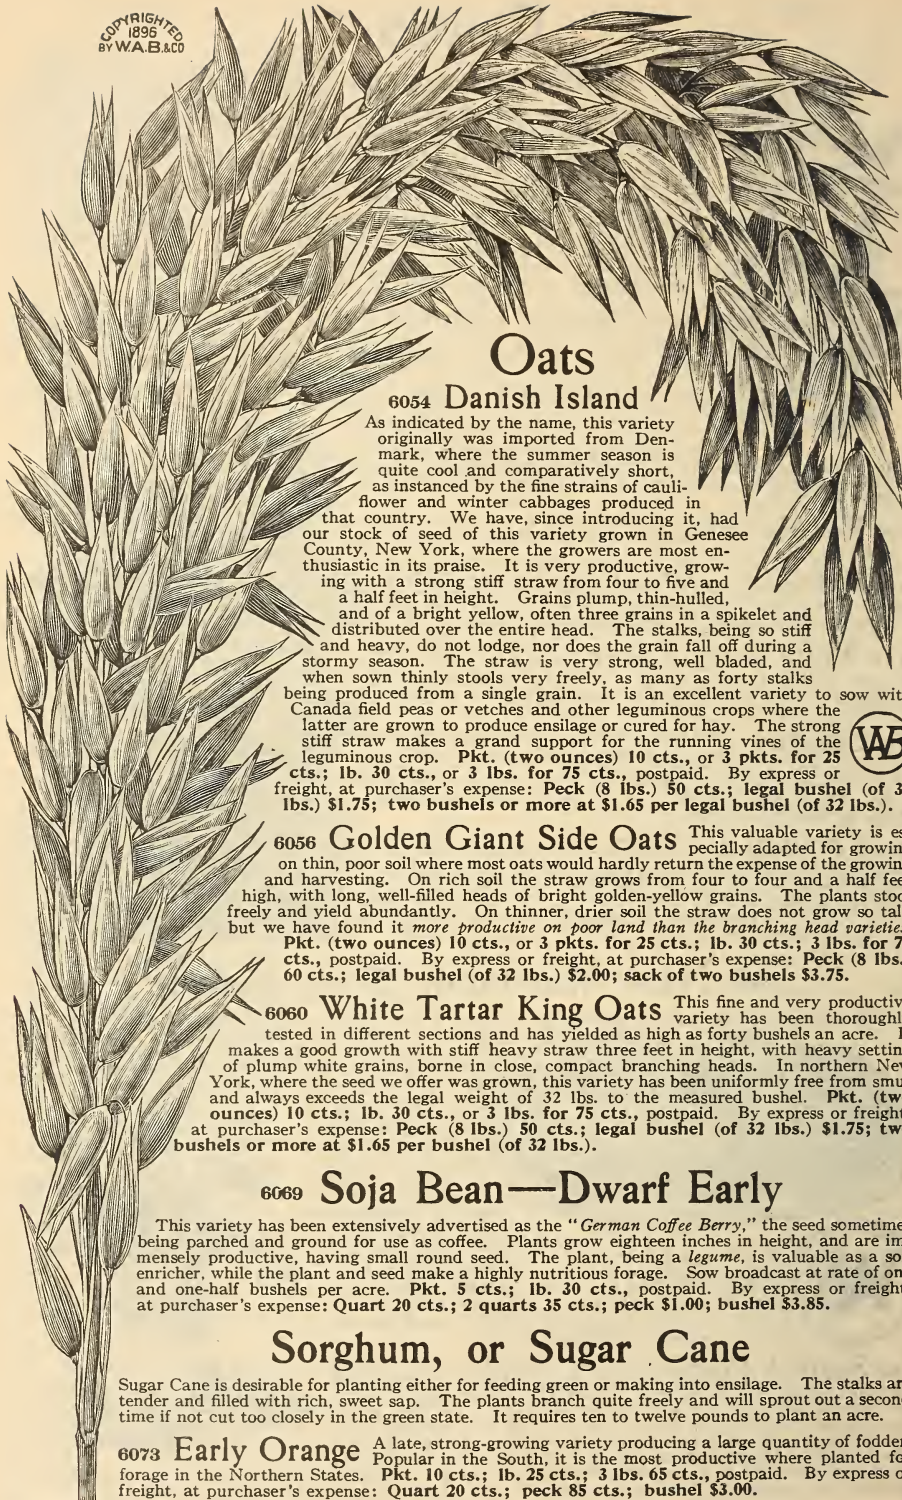 COPYRIGHTED
1896
BY W.A.B.&CO
Oats
6054 Danish Island
As indicated by the name, this variety
originally was imported from Den-
mark, where the summer season is
quite cool and comparatively short,
as instanced by the fine strains of cauli-
flower and winter cabbages produced in
that country. We have, since introducing it, had
our stock of seed of this variety grown in Genesee
County, New York, where the growers are most en-
thusiastic in its praise. It is very productive, grow-
ing with a strong stiff straw from four to five and
a half feet in height. Grains plump, thin-hulled,
and of a bright yellow, often three grains in a spikelet and
distributed over the entire head. The stalks, being so stiff
and heavy, do not lodge, nor does the grain fall off during a
stormy season. The straw is very strong, well bladed, and
when sown thinly stools very freely, as many as forty stalks
being produced from a single grain. It is an excellent variety to sow wit
Canada field peas or vetches and other leguminous crops where the
latter are grown to produce ensilage or cured for hay. The strong
stiff straw makes a grand support for the running vines of the
WAB
leguminous crop. Pkt. (two ounces) 10 cts., or 3 pkts. for 25
cts.; lb. 30 cts., or 3 lbs. for 75 cts., postpaid. By express or
freight, at purchaser's expense: Peck (8 lbs.) 50 cts.; legal bushel (of 3
lbs.) $1.75; two bushels or more at $1.65 per legal bushel (of 32 lbs.).
6056 Golden Giant Side Oats This valuable variety is es
pecially adapted for growin
on thin, poor soil where most oats would hardly return the expense of the growin
and harvesting. On rich soil the straw grows from four to four and a half fee
high, with long, well-filled heads of bright golden-yellow grains. The plants stoo
freely and yield abundantly. On thinner, drier soil the straw does not grow so tal
but we have found it more productive on poor land than the branching head varietie
Pkt. (two ounces) 10 cts., or 3 pkts. for 25 cts.; lb. 30 cts.; 3 lbs. for 7
cts., postpaid. By express or freight, at purchaser's expense: Peck (8 lbs.
60 cts.; legal bushel (of 32 lbs.) $2.00; sack of two bushels $3.75.
6060 White Tartar King Oats This fine and very productiv
variety has been thoroughl
tested in different sections and has yielded as high as forty bushels an acre. I
makes a good growth with stiff heavy straw three feet in height, with heavy settin
of plump white grains, borne in close, compact branching heads. In northern Ne
York, where the seed we offer was grown, this variety has been uniformly free from smu
and always exceeds the legal weight of 32 lbs. to the measured bushel. Pkt. (tw
ounces) 10 cts.; lb. 30 cts., or 3 lbs. for 75 cts., postpaid. By express or freight
at purchaser's expense: Peck (8 lbs.) 50 cts.; legal bushel (of 32 lbs.) $1.75; tw
bushels or more at $1.65 per bushel (of 32 lbs.).
6069 Soja Bean—Dwarf Early
This variety has been extensively advertised as the "German Coffee Berry," the seed sometime
being parched and ground for use as coffee. Plants grow eighteen inches in height, and are im
mensely productive, having small round seed. The plant, being a legume, is valuable as a so
enricher, while the plant and seed make a highly nutritious forage. Sow broadcast at rate of on
and one-half bushels per acre. Pkt. 5 cts.; lb. 30 cts., postpaid. By express or freight
at purchaser's expense: Quart 20 cts.; 2 quarts 35 cts.; peck $1.00; bushel $3.85.
Sorghum, or Sugar Cane
Sugar Cane is desirable for planting either for feeding green or making into ensilage. The stalks ar
tender and filled with rich, sweet sap. The plants branch quite freely and will sprout out a secon
time if not cut too closely in the green state. It requires ten to twelve pounds to plant an acre.
6073 Early Orange A late, strong-growing variety producing a large quantity of fodder
Popular in the South, it is the most productive where planted fo
forage in the Northern States. Pkt. 10 cts.; lb. 25 cts.; 3 lbs. 65 cts., postpaid. By express o
freight, at purchaser's expense: Quart 20 cts.; peck 85 cts.; bushel $3.00.